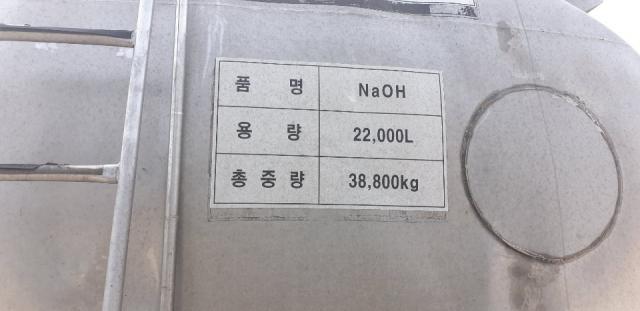 품 명 NaOH
용 량 22,000L
총 중 량 38,800kg